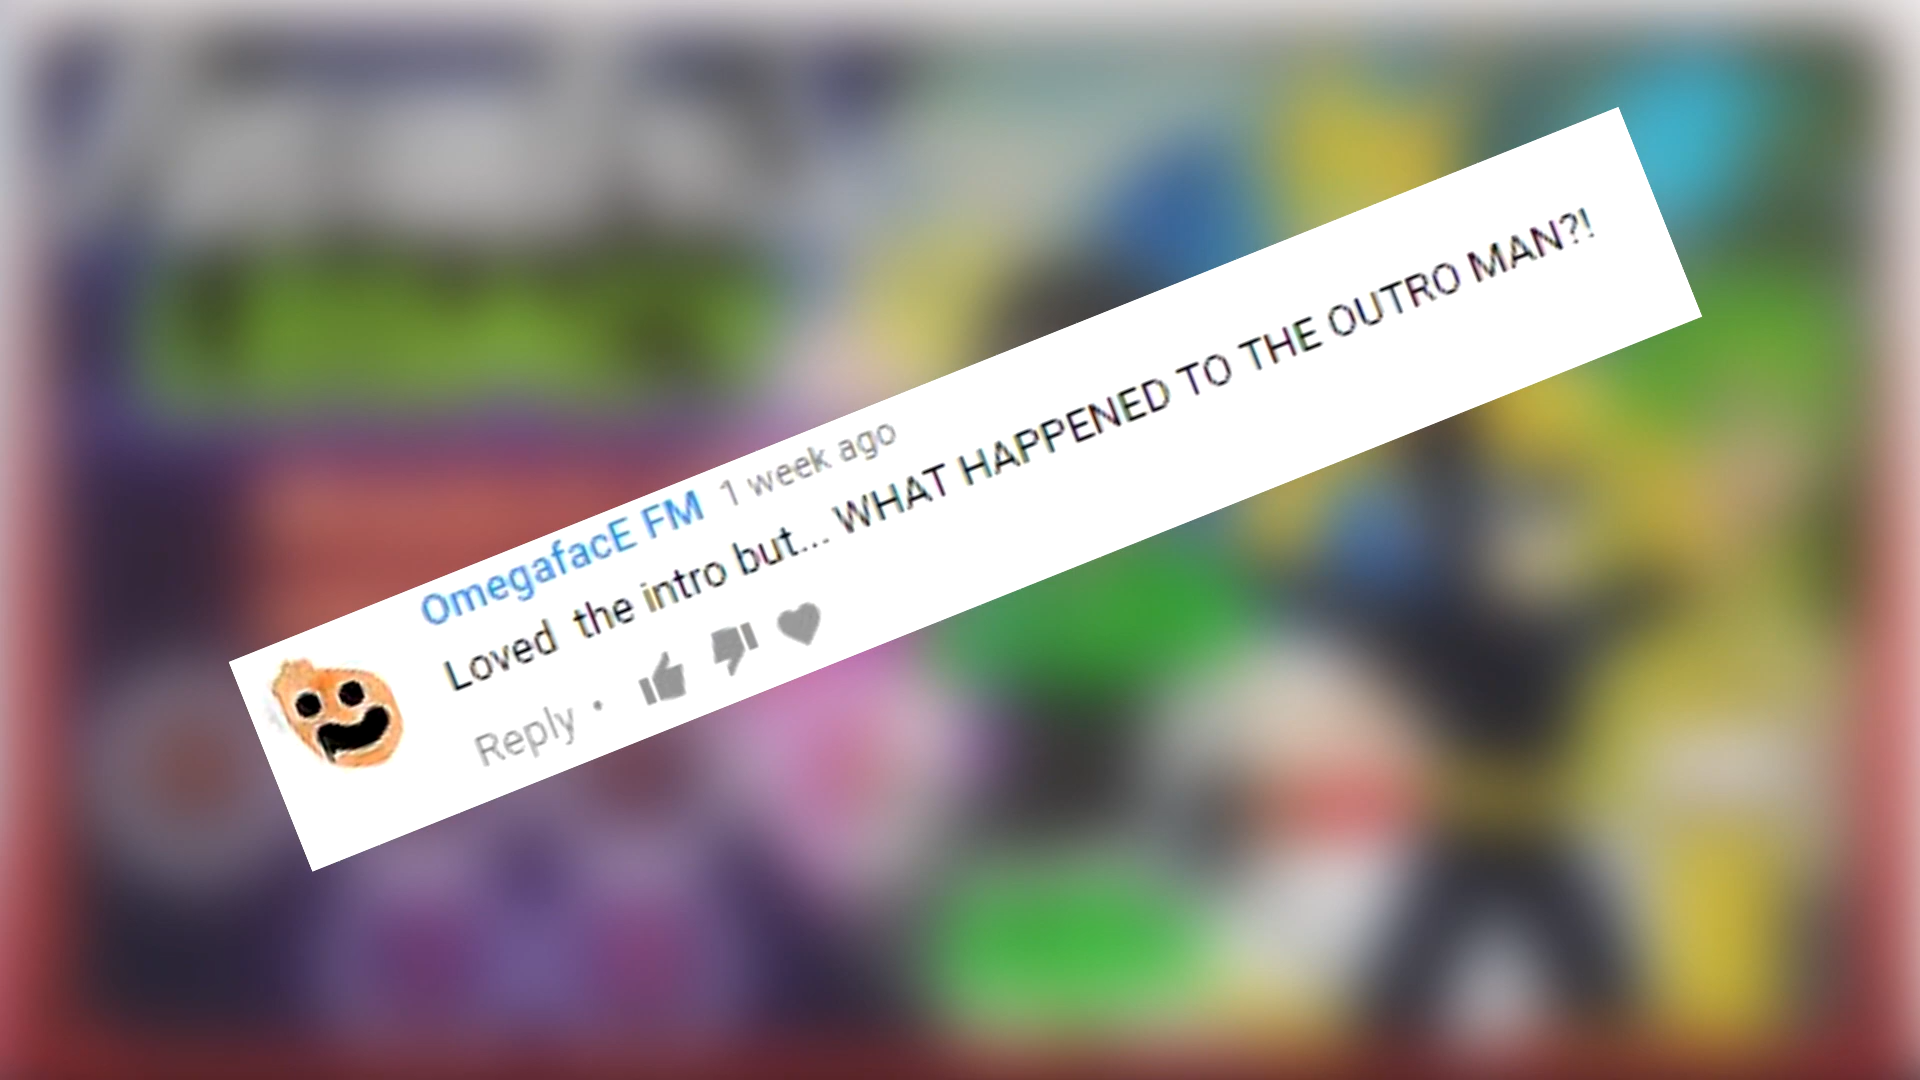 OmegafacE FM 1 week ago
Loved the intro but... WHAT HAPPENED TO THE OUTRO MAN?!
Reply •